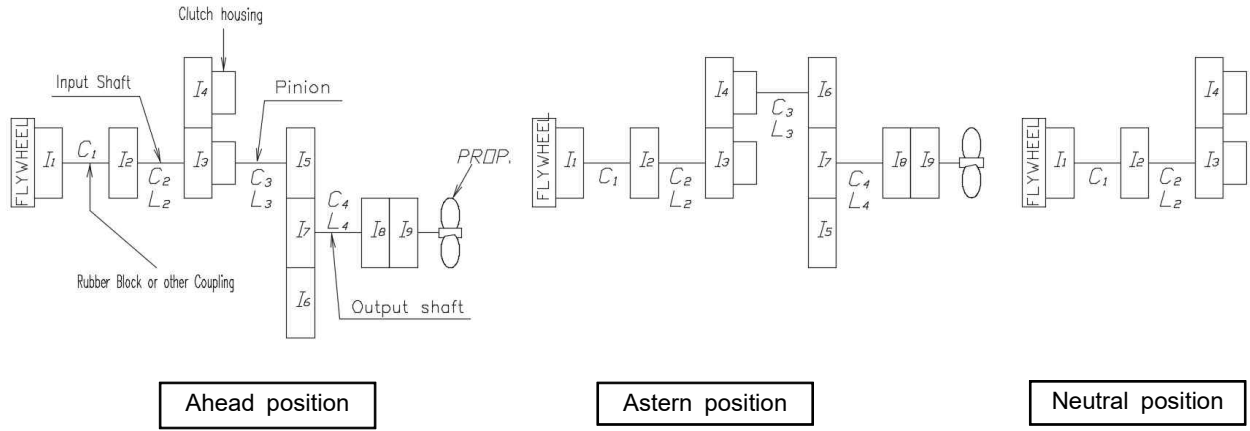 Clutch housing
Input Shaft
Pinion
FLYWHEEL
I1
C1
I2
C2
L2
I4
I3
C3
L3
I5
I7
I6
C4
L4
I8
I9
PROP.
Rubber Block or other Coupling
Output shaft
Ahead position
FLYWHEEL
I1
C1
I2
C2
L2
I4
I3
C3
L3
I6
I7
I5
C4
L4
I8
I9
Astern position
FLYWHEEL
I1
C1
I2
C2
L2
I4
I3
Neutral position